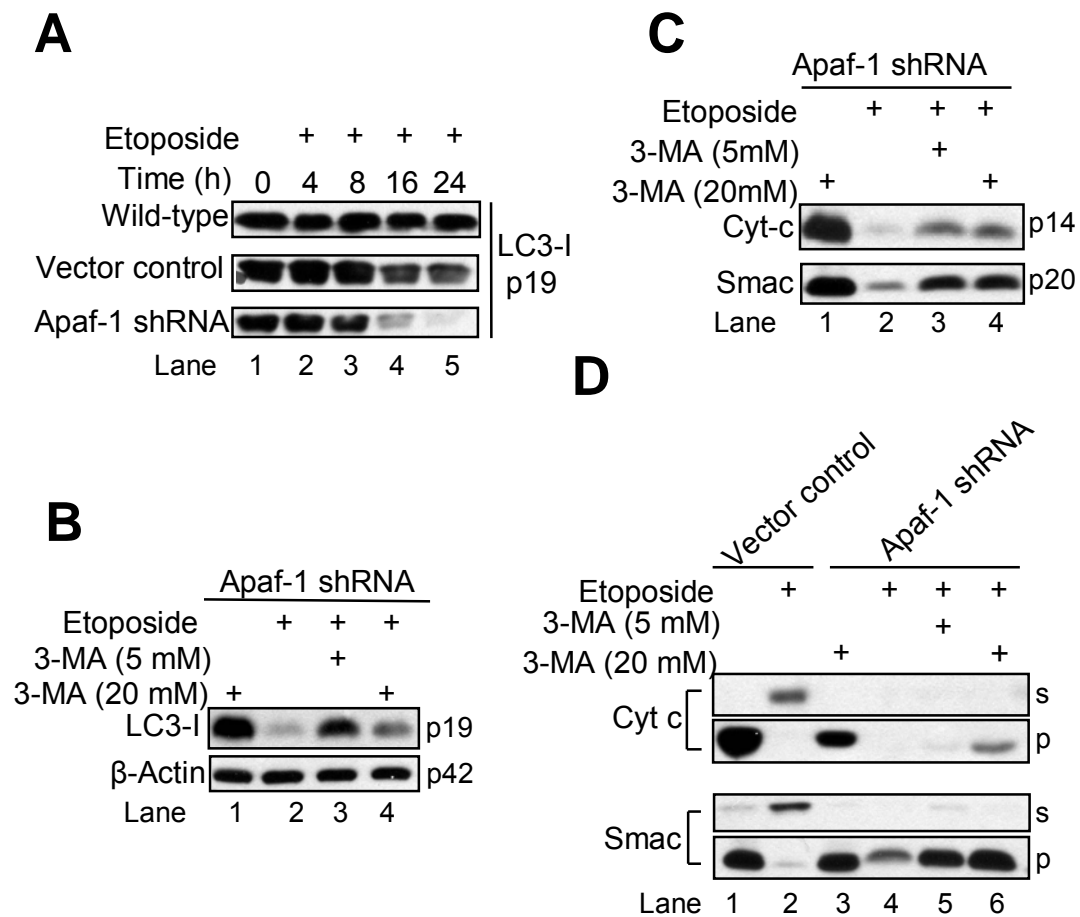 A
Etoposide + + + +
Time (h) 0 4 8 16 24
Wild-type
Vector control
Apaf-1 shRNA
LC3-I
p19
Lane 1 2 3 4 5
B
Apaf-1 shRNA
Etoposide + + +
3-MA (5 mM) +
3-MA (20 mM) + +
LC3-I p19
β-Actin p42
Lane 1 2 3 4
C
Apaf-1 shRNA
Etoposide + + +
3-MA (5mM) +
3-MA (20mM) + +
Cyt-c p14
Smac p20
Lane 1 2 3 4
D
Vector control
Apaf-1 shRNA
Etoposide + + + +
3-MA (5 mM) +
3-MA (20 mM) + +
Cyt c
s
p
Smac
s
p
Lane 1 2 3 4 5 6